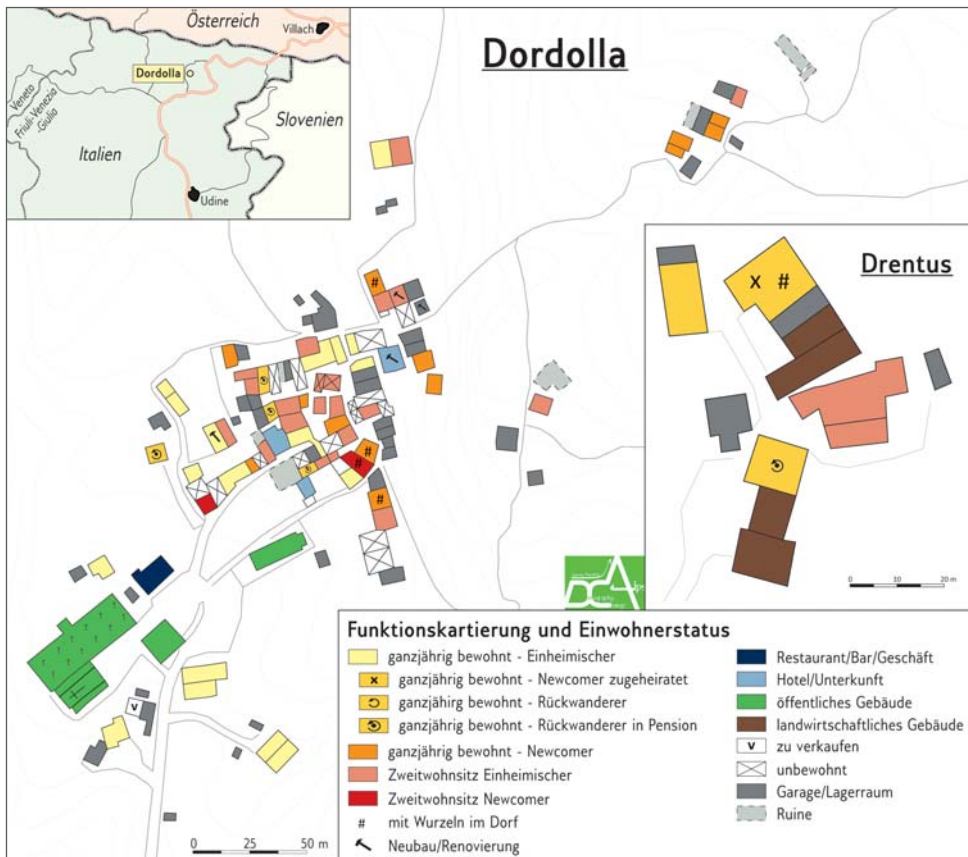 Österreich
Villach
Dordolla
Veneto
Friuli-Venezia
Giulia
Slovenien
Italien
Udine
Dordolla
Drentus
x #
#
#
#
#
0 10 20 m
v
0 25 50 m
Funktionskartierung und Einwohnerstatus
ganzjährig bewohnt - Einheimischer
x ganzjährig bewohnt - Newcomer zugeheiratet
ganzjährig bewohnt - Rückwanderer
ganzjährig bewohnt - Rückwanderer in Pension
ganzjährig bewohnt - Newcomer
Zweitwohnsitz Einheimischer
Zweitwohnsitz Newcomer
# mit Wurzeln im Dorf
Neubau/Renovierung
Restaurant/Bar/Geschäft
Hotel/Unterkunft
öffentliches Gebäude
landwirtschaftliches Gebäude
v zu verkaufen
unbewohnt
Garage/Lagerraum
Ruine